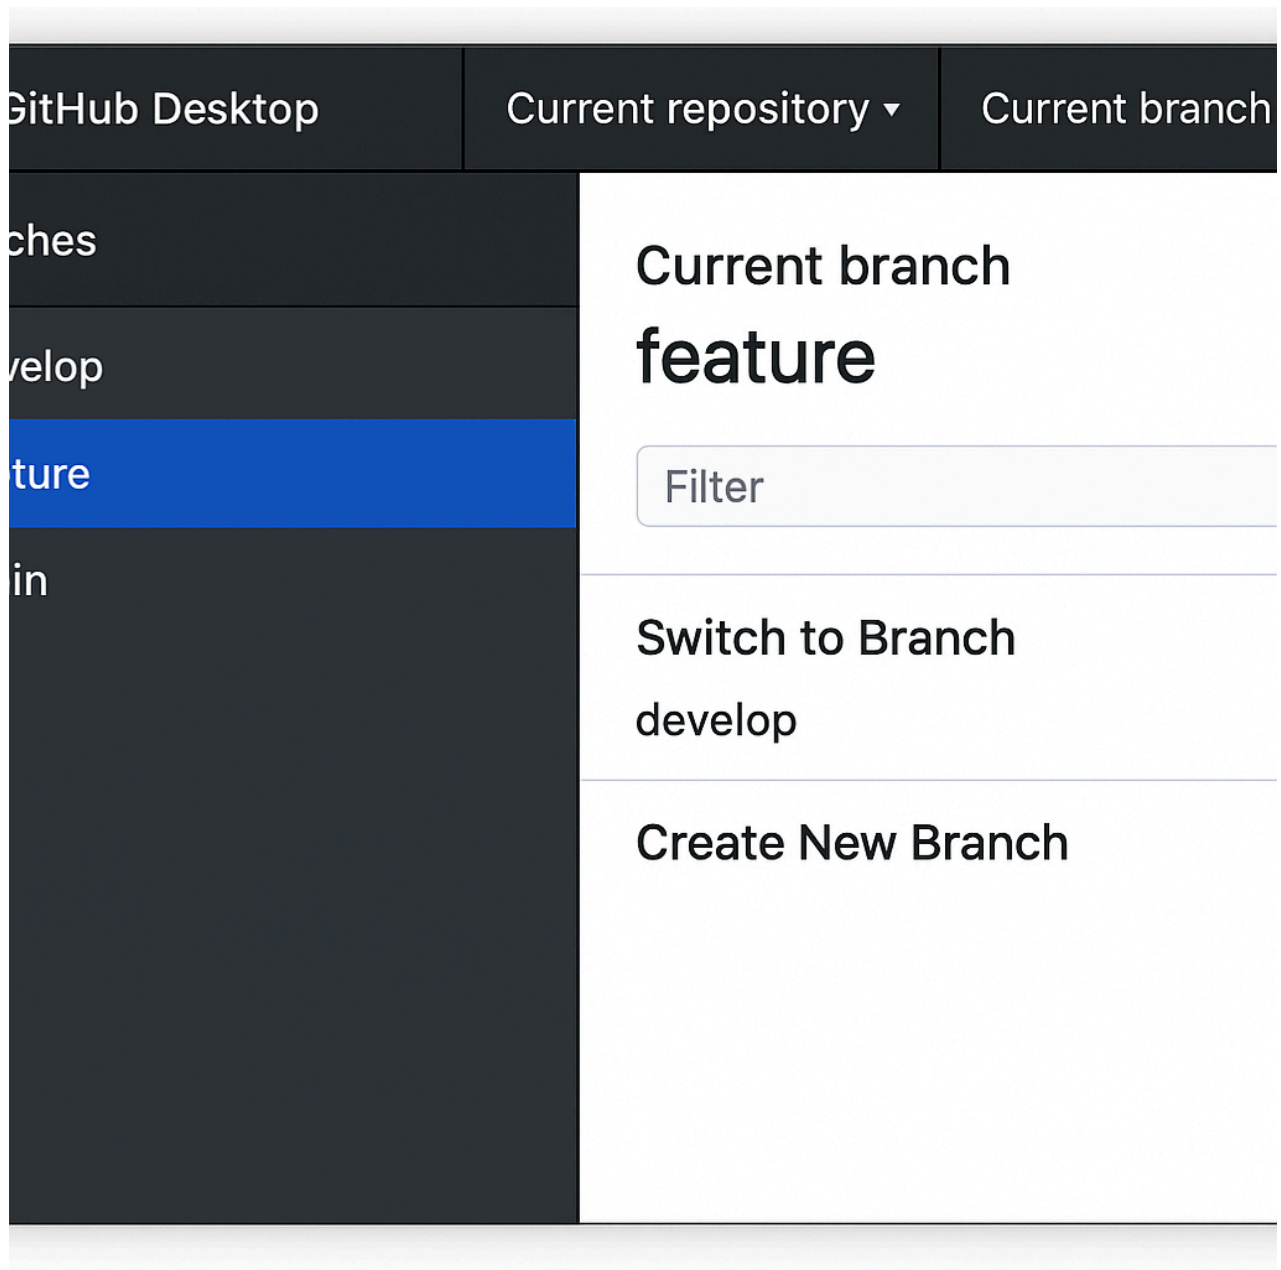 GitHub Desktop
Current repository ▾
Current branch
ches
velop
ture
in
Current branch
feature
Filter
Switch to Branch
develop
Create New Branch